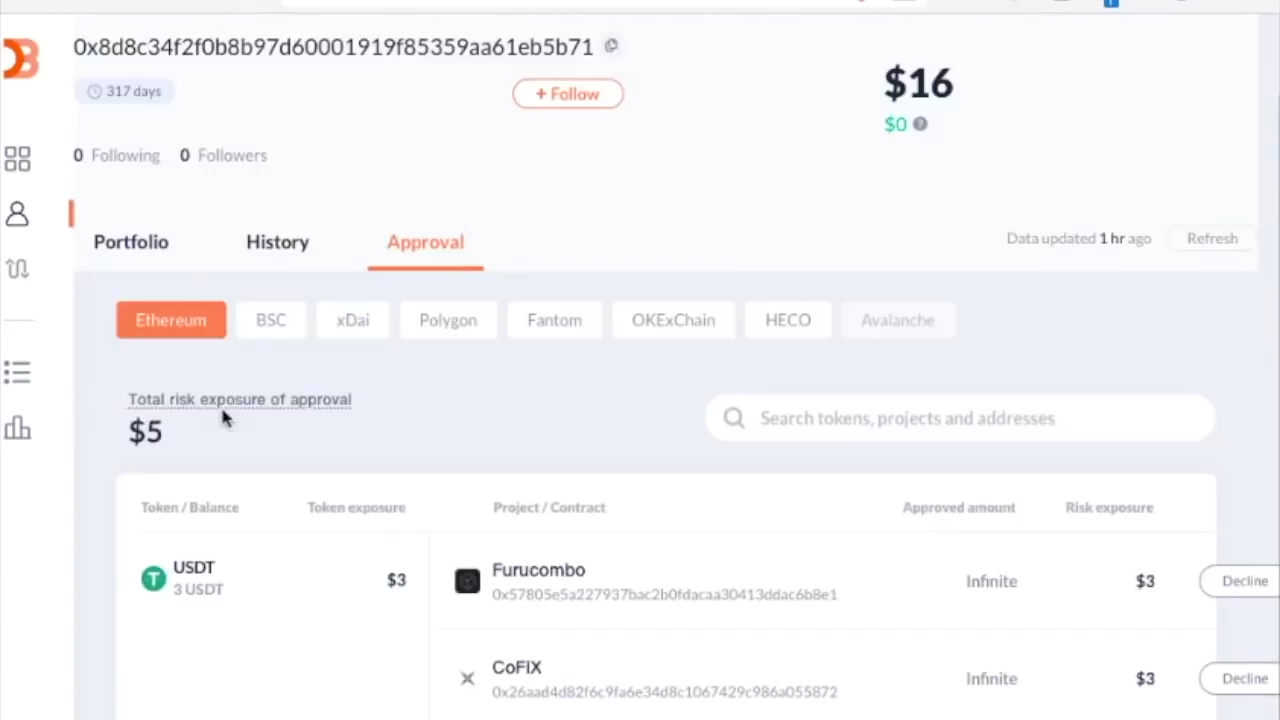 0x8d8c34f2f0b8b97d60001919f85359aa61eb5b71
317 days
+ Follow
$16
$0
0 Following 0 Followers
Portfolio History Approval
Data updated 1 hr ago Refresh
Ethereum BSC xDai Polygon Fantom OKExChain HECO Avalanche
Total risk exposure of approval
$5
Search tokens, projects and addresses
Token / Balance Token exposure Project / Contract Approved amount Risk exposure
USDT
3 USDT
$3
Furucombo
0x57805e5a227937bac2b0fdacaa30413ddac6b8e1
Infinite $3 Decline
CoFiX
0x26aad4d82f6c9fa6e34d8c1067429c986a055872
Infinite $3 Decline